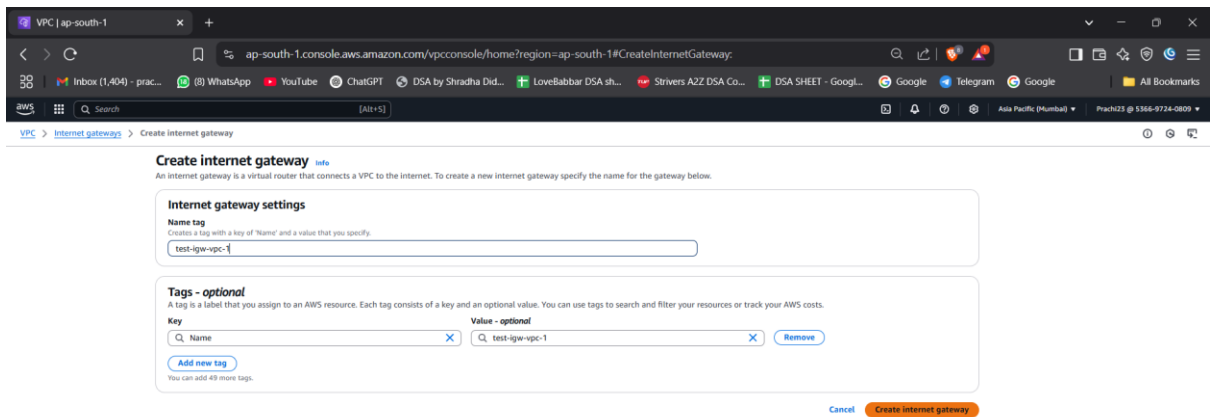 VPC | ap-south-1
ap-south-1.console.aws.amazon.com/vpcconsole/home?region=ap-south-1#CreateInternetGateway:
Inbox (1,404) - prac... (8) WhatsApp YouTube ChatGPT DSA by Shradha Did... LoveBabbar DSA sh... Strivers A2Z DSA Co... DSA SHEET - Googl... Google Telegram Google All Bookmarks
aws Search [Alt+S] Asia Pacific (Mumbai) Prachi23 @ 5366-9724-0809
VPC > Internet gateways > Create internet gateway
Create internet gateway Info
An internet gateway is a virtual router that connects a VPC to the internet. To create a new internet gateway specify the name for the gateway below.
Internet gateway settings
Name tag
Creates a tag with a key of 'Name' and a value that you specify.
test-igw-vpc-1
Tags - optional
A tag is a label that you assign to an AWS resource. Each tag consists of a key and an optional value. You can use tags to search and filter your resources or track your AWS costs.
Key Value - optional
Name test-igw-vpc-1 Remove
Add new tag
You can add 49 more tags.
Cancel Create internet gateway